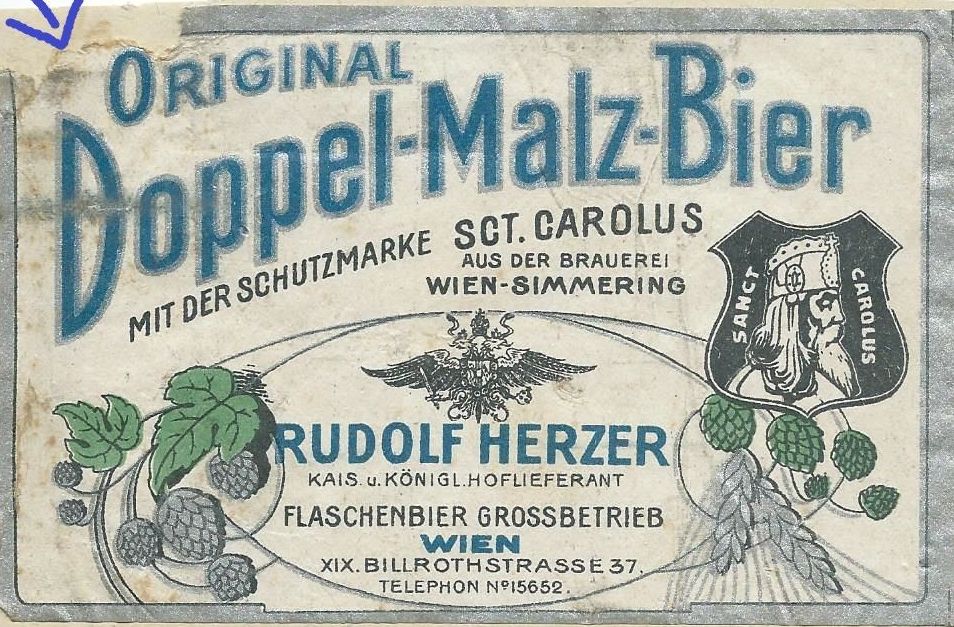 ORIGINAL
Doppel-Malz-Bier
MIT DER SCHUTZMARKE SCT. CAROLUS
AUS DER BRAUEREI
WIEN-SIMMERING
SANCT CAROLUS
RUDOLF HERZER
KAIS. u. KÖNIGL. HOFLIEFERANT
FLASCHENBIER GROSSBETRIEB
WIEN
XIX. BILLROTHSTRASSE 37.
TELEPHON Nº 15652.